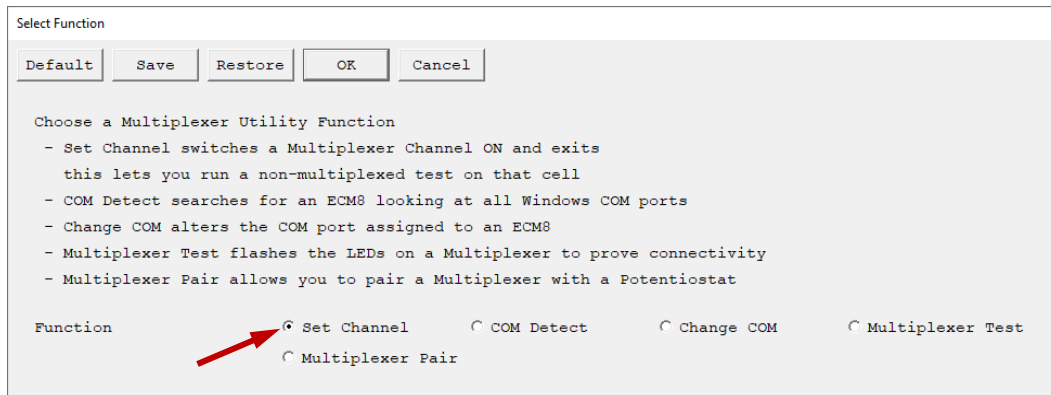 Select Function
Default Save Restore OK Cancel
Choose a Multiplexer Utility Function
- Set Channel switches a Multiplexer Channel ON and exits
this lets you run a non-multiplexed test on that cell
- COM Detect searches for an ECM8 looking at all Windows COM ports
- Change COM alters the COM port assigned to an ECM8
- Multiplexer Test flashes the LEDs on a Multiplexer to prove connectivity
- Multiplexer Pair allows you to pair a Multiplexer with a Potentiostat
Function Set Channel COM Detect Change COM Multiplexer Test
Multiplexer Pair